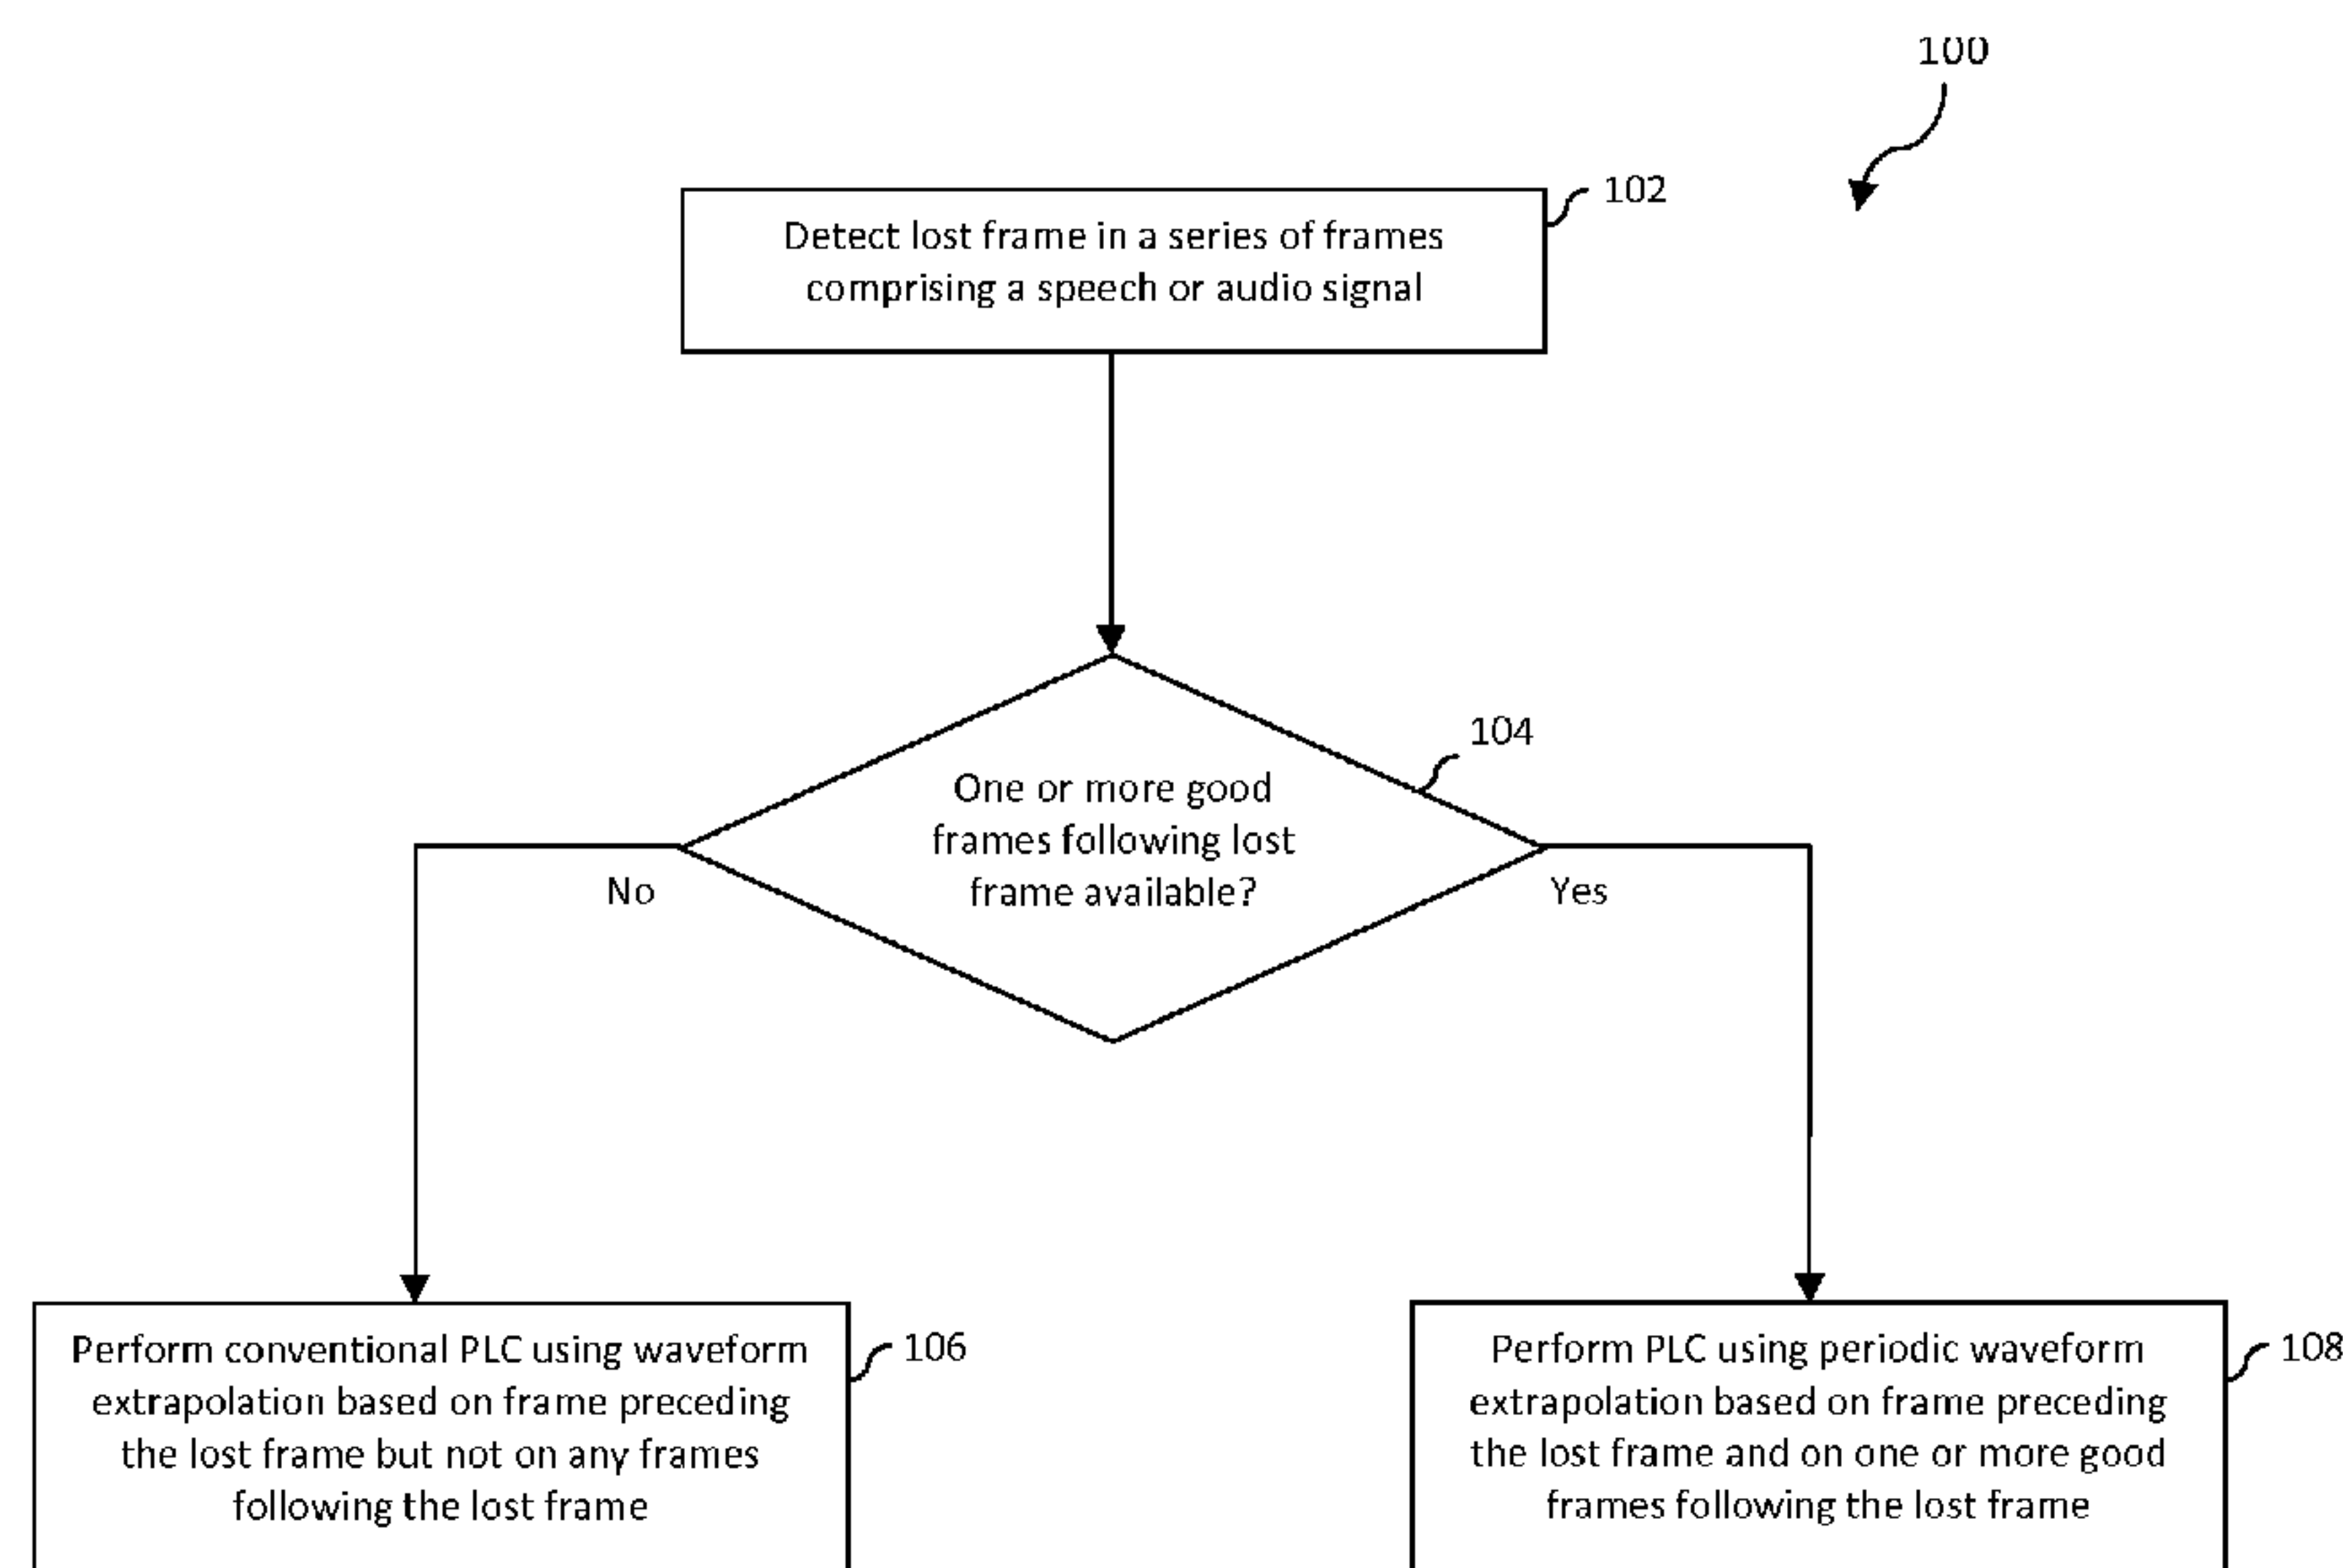 100
102
Detect lost frame in a series of frames
comprising a speech or audio signal
104
One or more good
frames following lost
frame available?
No
Yes
Perform conventional PLC using waveform
extrapolation based on frame preceding
the lost frame but not on any frames
following the lost frame
106
Perform PLC using periodic waveform
extrapolation based on frame preceding
the lost frame and on one or more good
frames following the lost frame
108